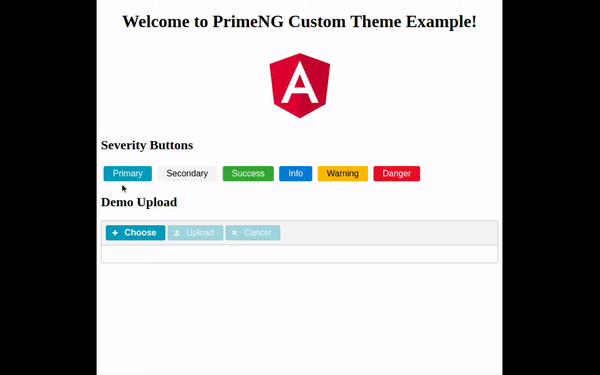 Welcome to PrimeNG Custom Theme Example!
A
Severity Buttons
Primary Secondary Success Info Warning Danger
Demo Upload
Choose Upload Cancel